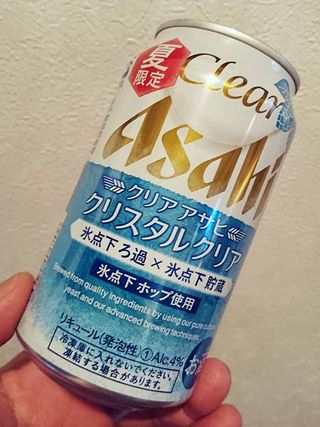 夏
限定
Clear
Asahi
クリアアサヒ
クリスタルクリア
氷点下ろ過×氷点下貯蔵
氷点下ホップ使用
Brewed from quality ingredients by using our pure culture
yeast and our advanced brewing techniques.
リキュール(発泡性)①Alc.4%
冷凍庫に入れないでください。
凍結する場合があります。
お酒